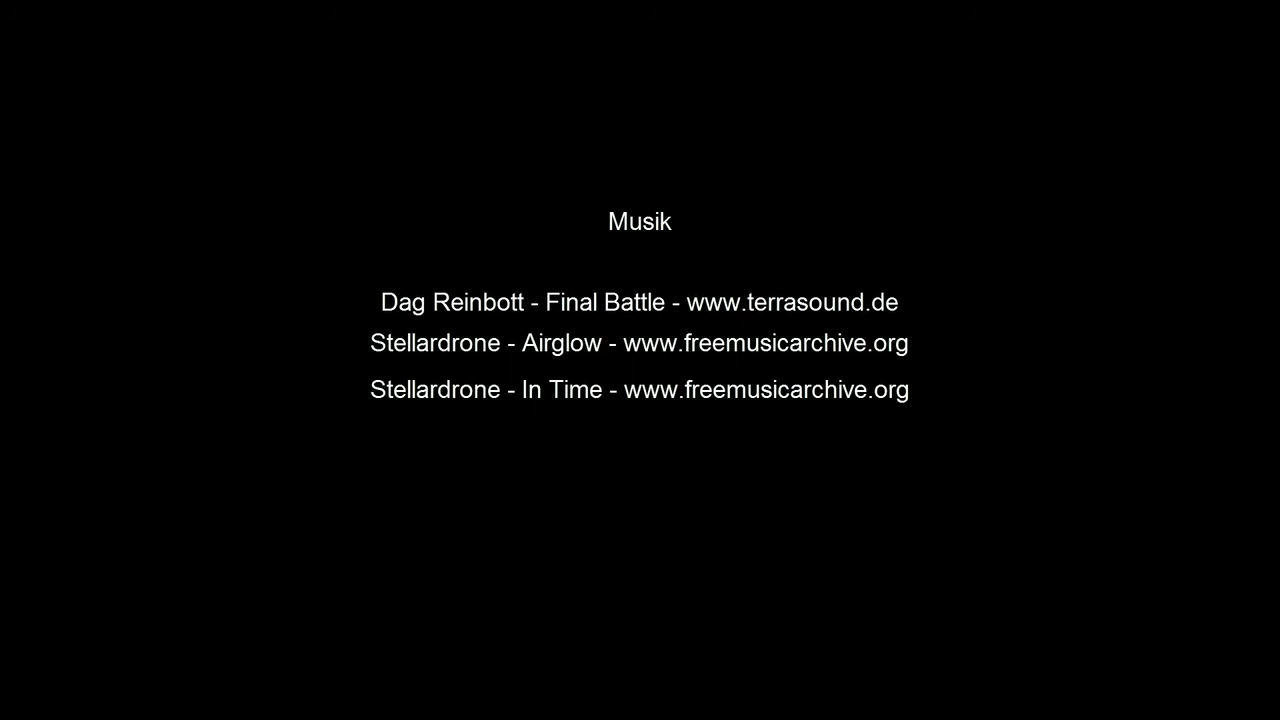 Musik
Dag Reinbott - Final Battle - www.terrasound.de
Stellardrone - Airglow - www.freemusicarchive.org
Stellardrone - In Time - www.freemusicarchive.org